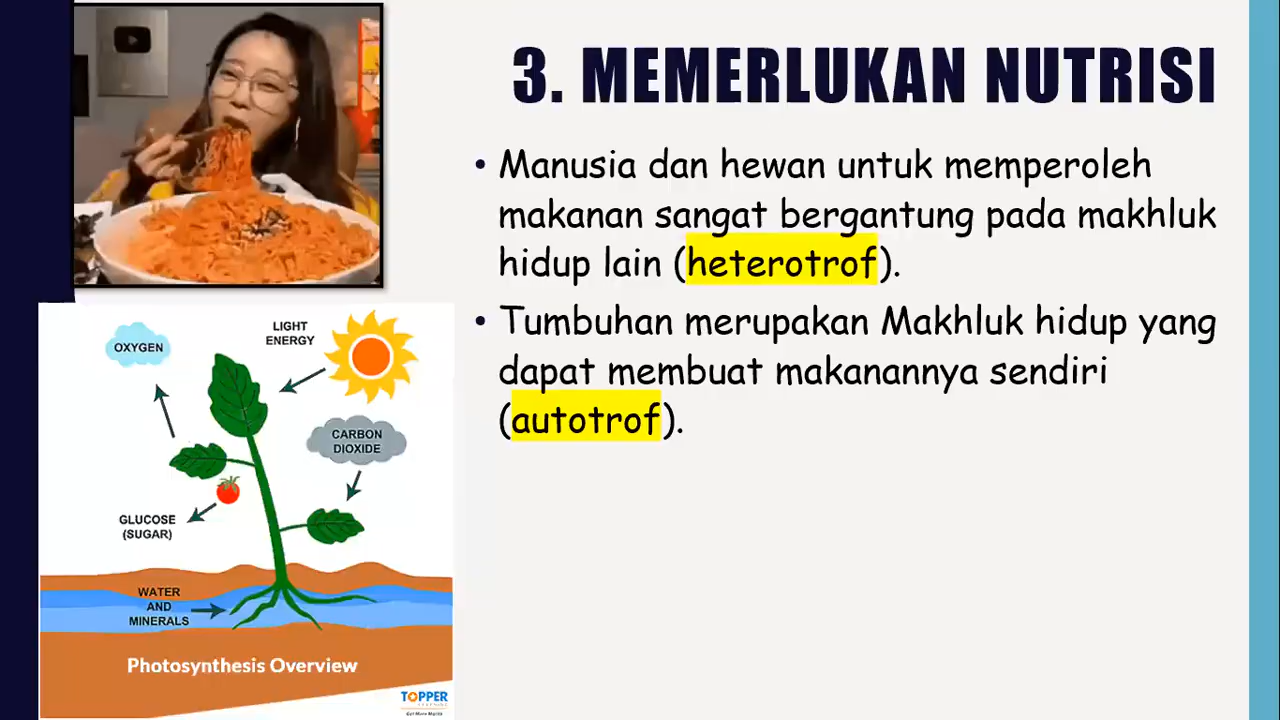 3. MEMERLUKAN NUTRISI
• Manusia dan hewan untuk memperoleh
makanan sangat bergantung pada makhluk
hidup lain (heterotrof).
• Tumbuhan merupakan Makhluk hidup yang
dapat membuat makanannya sendiri
(autotrof).
OXYGEN
LIGHT
ENERGY
CARBON
DIOXIDE
GLUCOSE
(SUGAR)
WATER
AND
MINERALS
Photosynthesis Overview
TOPPER